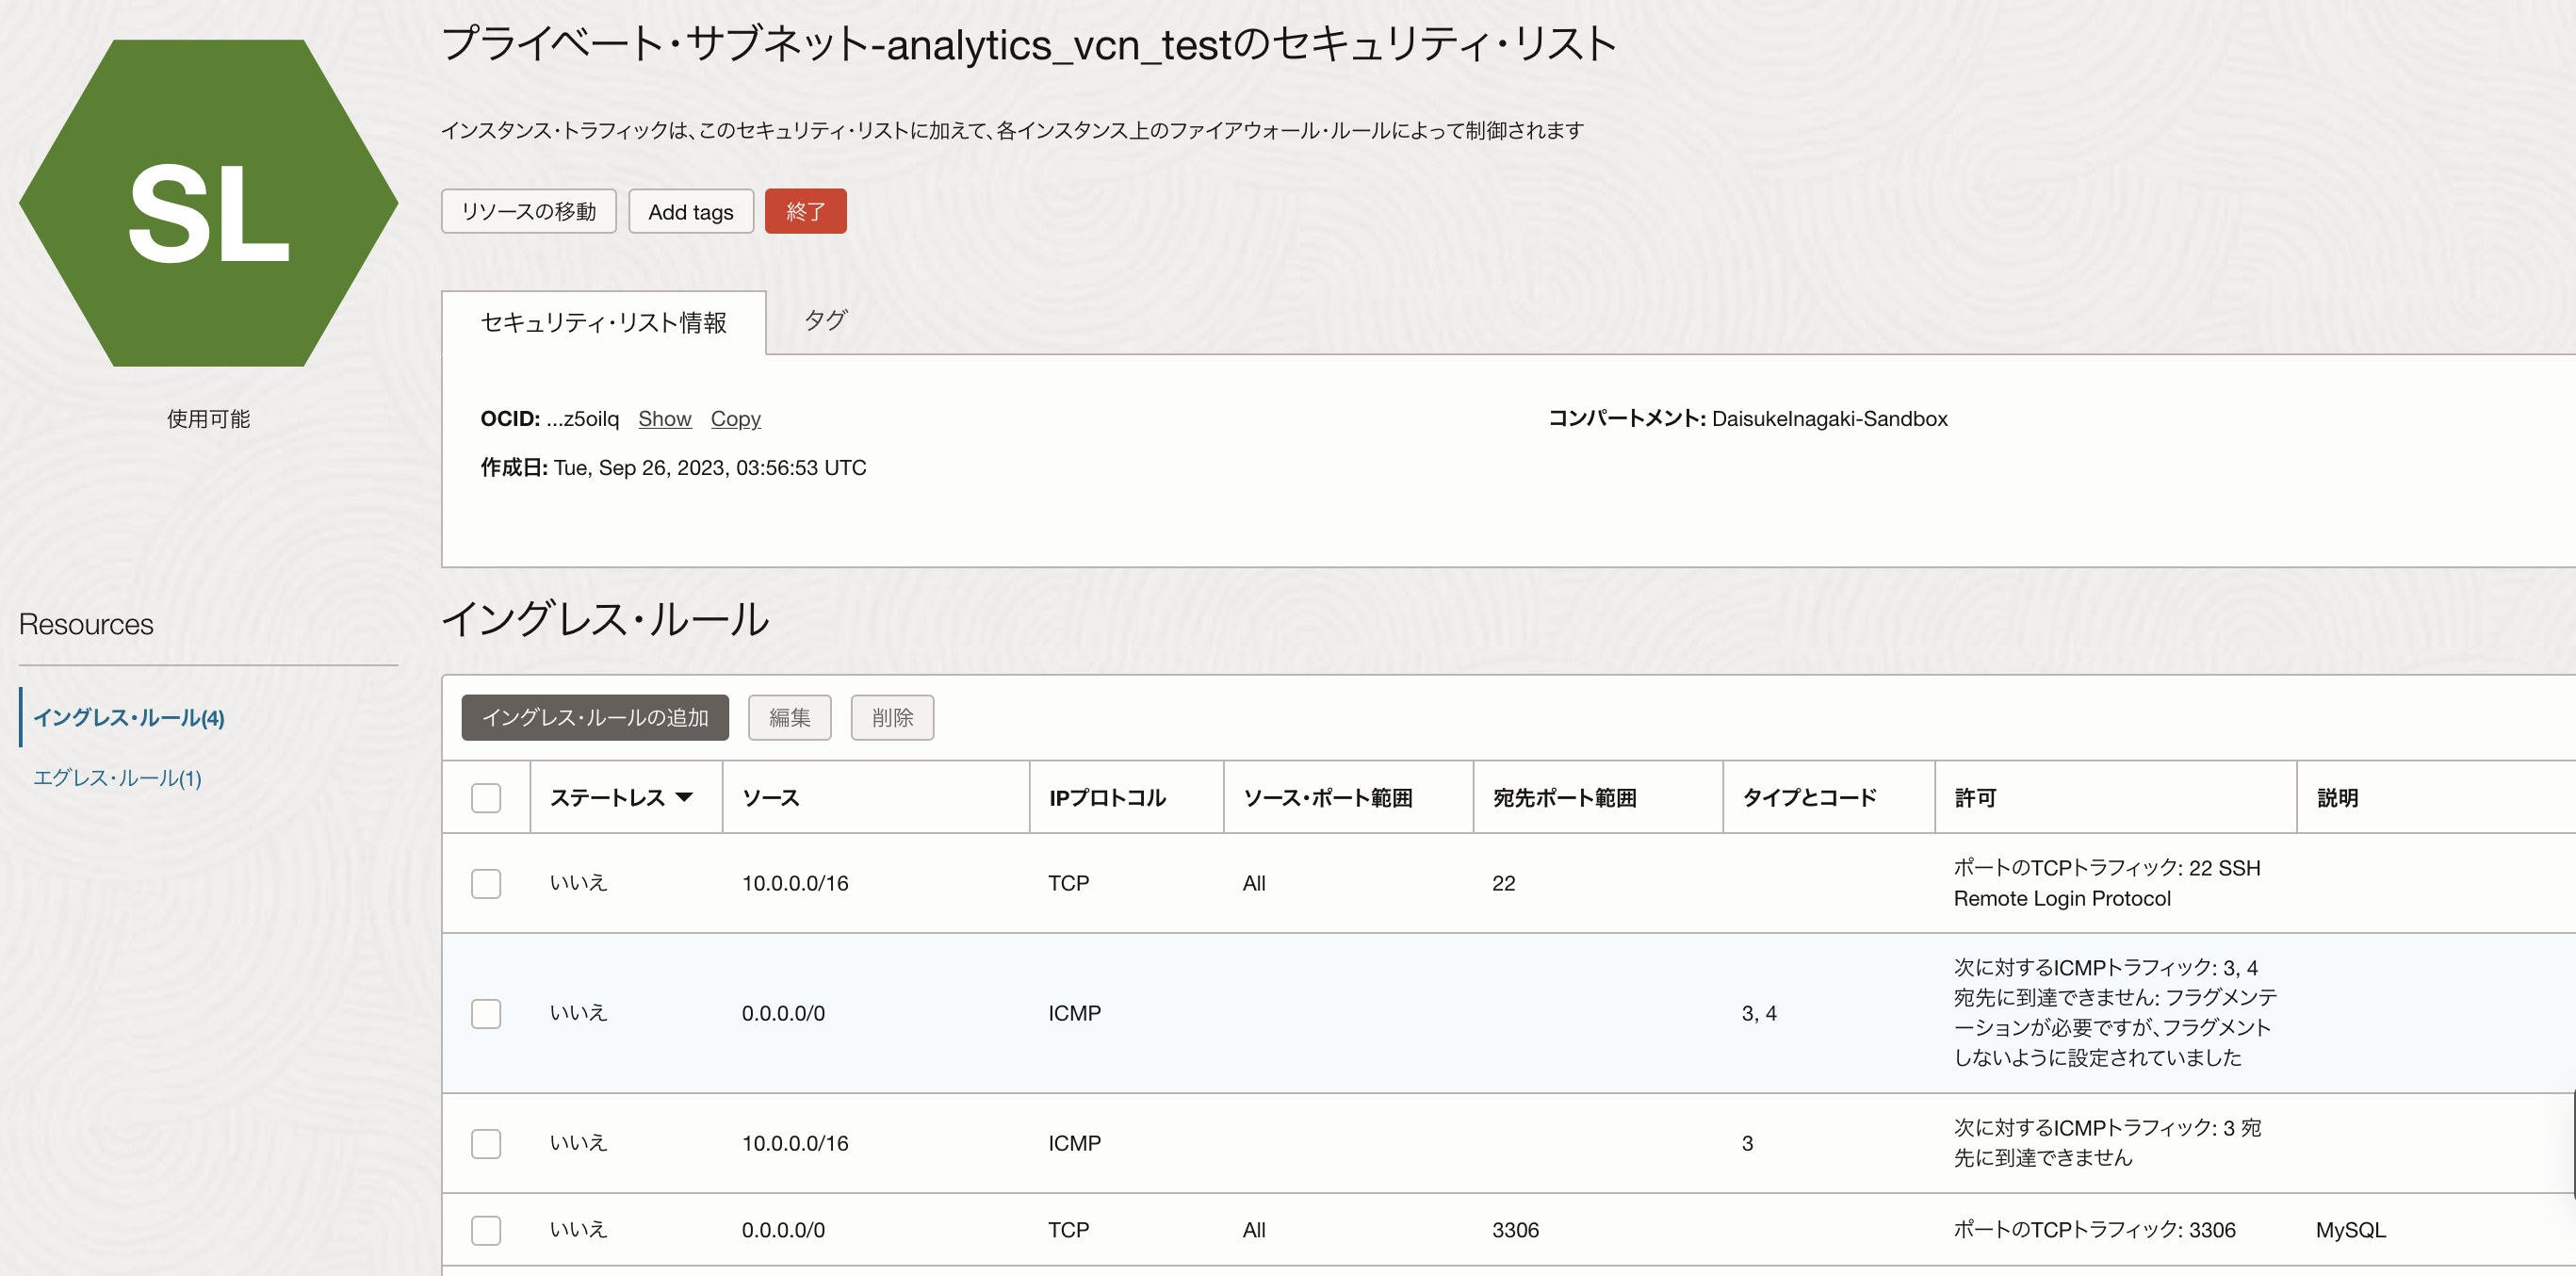 プライベート・サブネット-analytics_vcn_testのセキュリティ・リスト
インスタンス・トラフィックは、このセキュリティ・リストに加えて、各インスタンス上のファイアウォール・ルールによって制御されます
リソースの移動 Add tags 終了
SL
使用可能
セキュリティ・リスト情報 タグ
OCID: ...z5oilq Show Copy コンパートメント: DaisukeInagaki-Sandbox
作成日: Tue, Sep 26, 2023, 03:56:53 UTC
Resources
イングレス・ルール(4)
エグレス・ルール(1)
イングレス・ルール
イングレス・ルールの追加 編集 削除
ステートレス ソース IPプロトコル ソース・ポート範囲 宛先ポート範囲 タイプとコード 許可 説明
いいえ 10.0.0.0/16 TCP All 22 ポートのTCPトラフィック: 22 SSH
Remote Login Protocol
いいえ 0.0.0.0/0 ICMP 3, 4 次に対するICMPトラフィック: 3, 4
宛先に到達できません: フラグメンテ
ーションが必要ですが、フラグメント
しないように設定されていました
いいえ 10.0.0.0/16 ICMP 3 次に対するICMPトラフィック: 3 宛
先に到達できません
いいえ 0.0.0.0/0 TCP All 3306 ポートのTCPトラフィック: 3306 MySQL